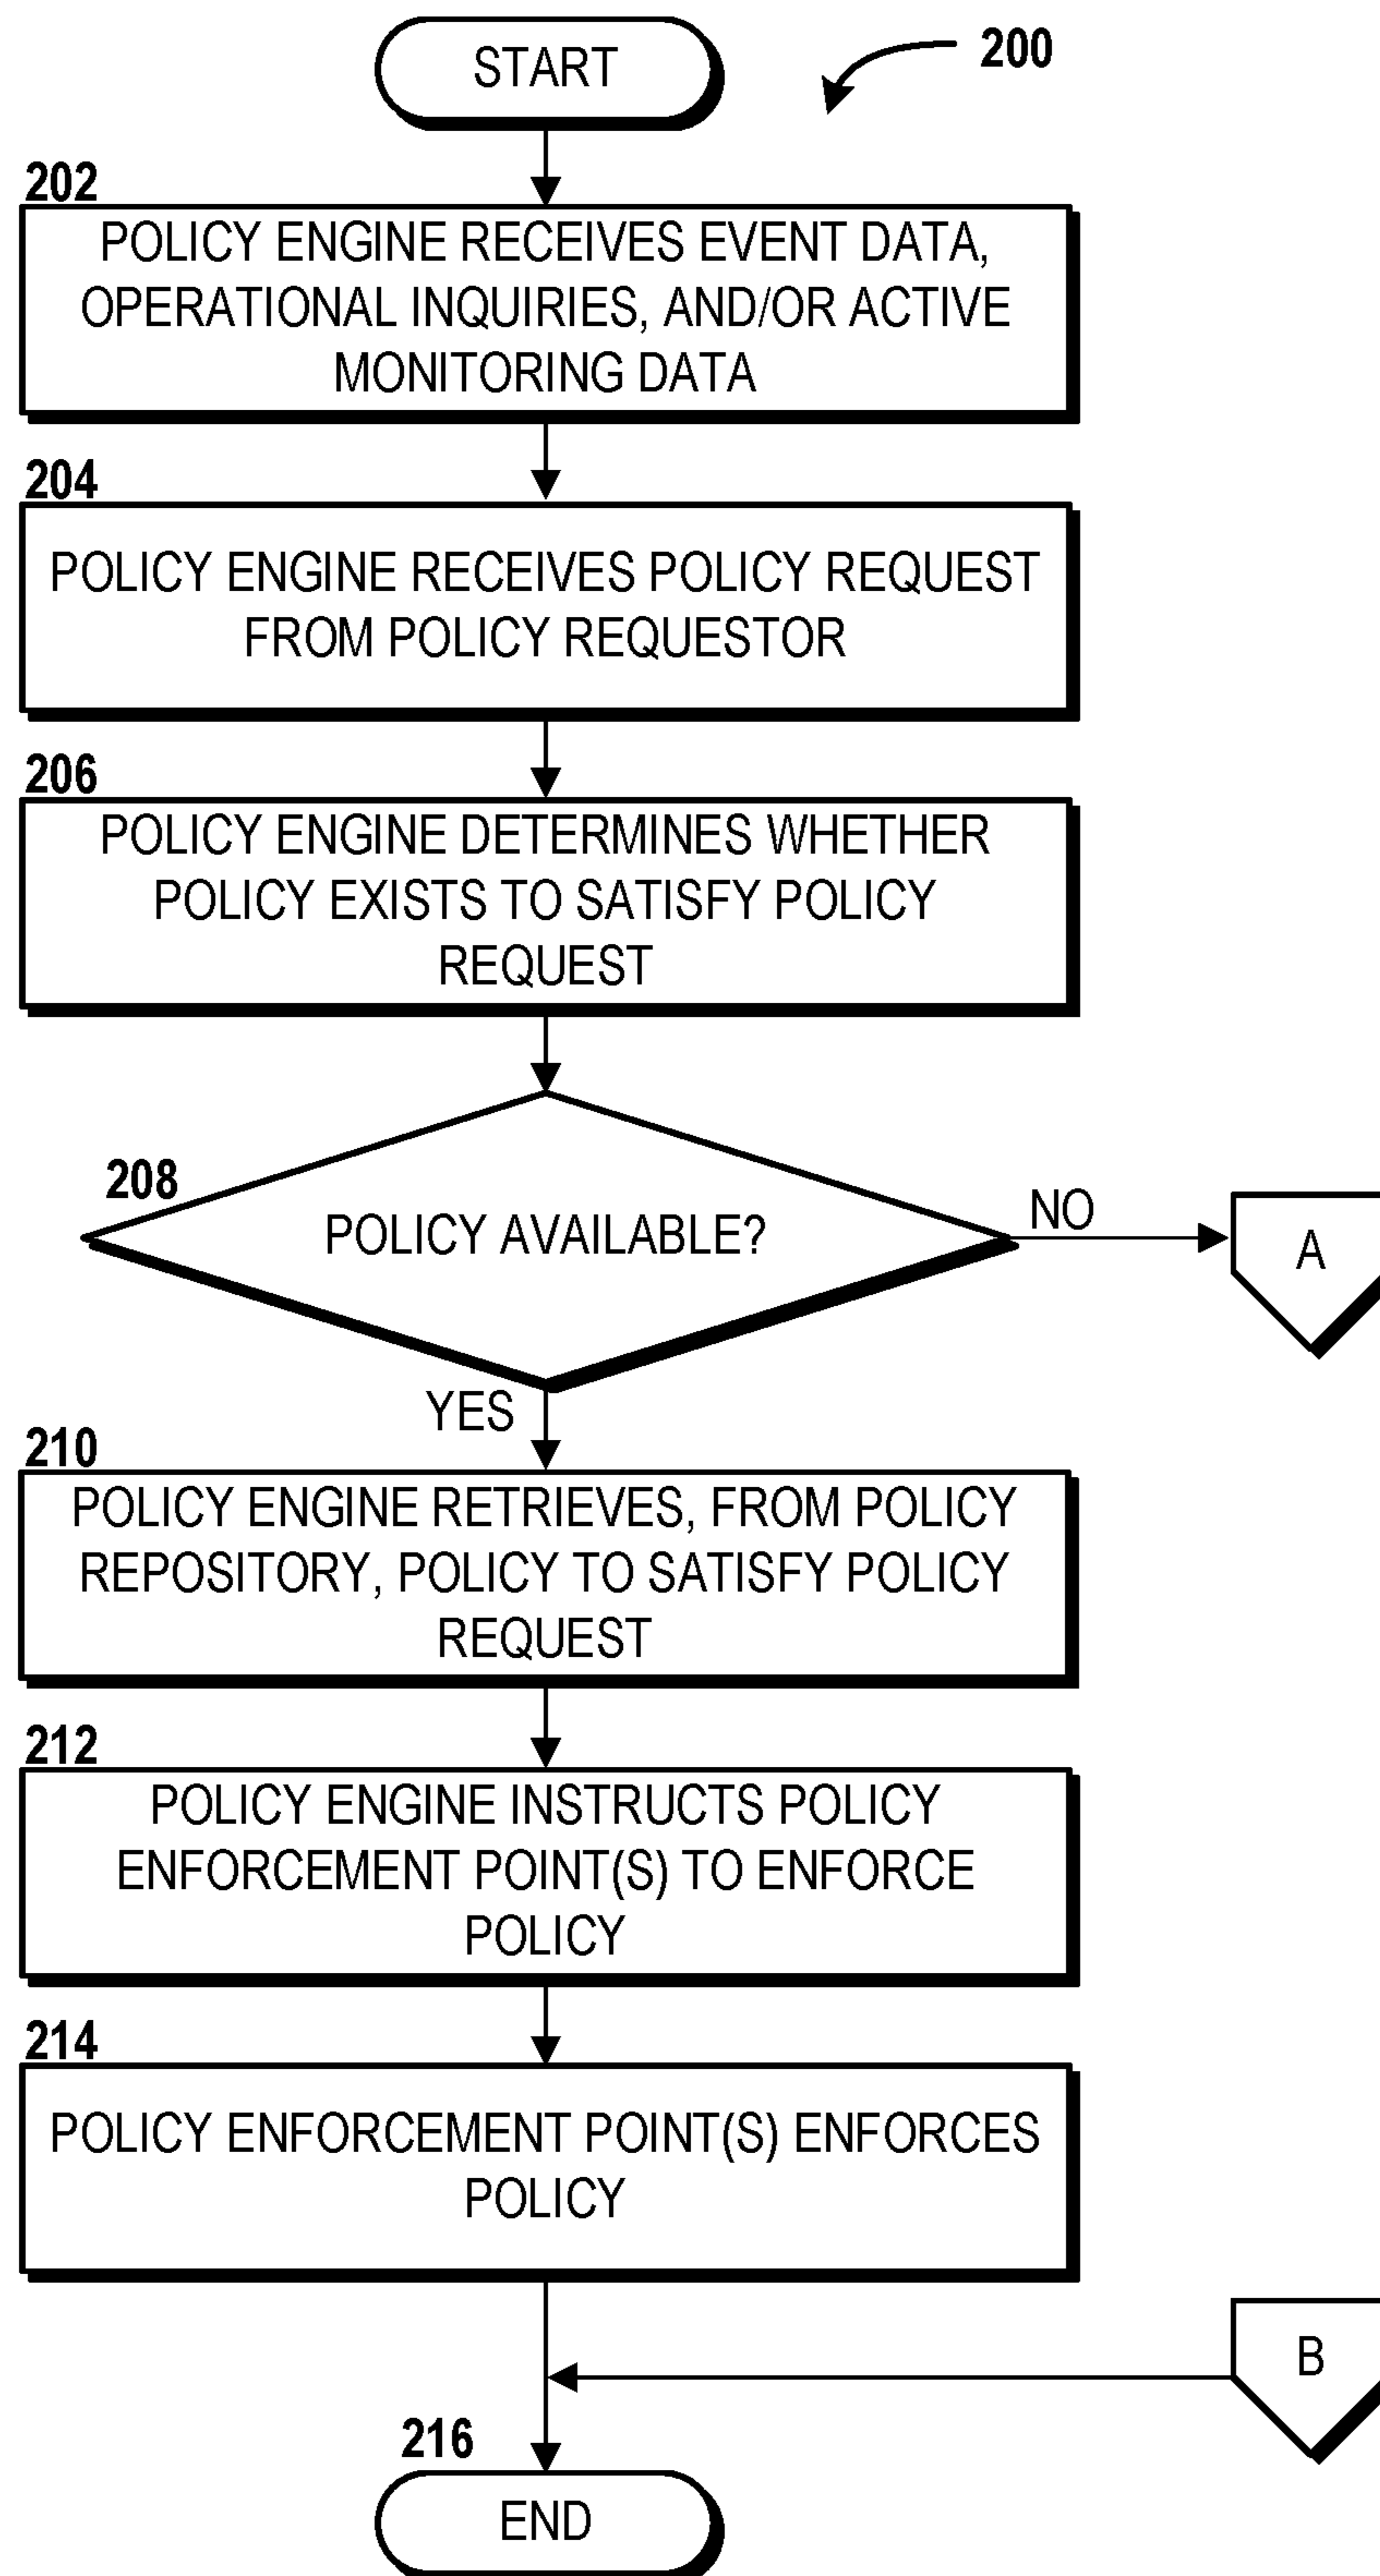 START
200
202
POLICY ENGINE RECEIVES EVENT DATA,
OPERATIONAL INQUIRIES, AND/OR ACTIVE
MONITORING DATA
204
POLICY ENGINE RECEIVES POLICY REQUEST
FROM POLICY REQUESTOR
206
POLICY ENGINE DETERMINES WHETHER
POLICY EXISTS TO SATISFY POLICY
REQUEST
208
POLICY AVAILABLE?
NO
A
YES
210
POLICY ENGINE RETRIEVES, FROM POLICY
REPOSITORY, POLICY TO SATISFY POLICY
REQUEST
212
POLICY ENGINE INSTRUCTS POLICY
ENFORCEMENT POINT(S) TO ENFORCE
POLICY
214
POLICY ENFORCEMENT POINT(S) ENFORCES
POLICY
B
216
END